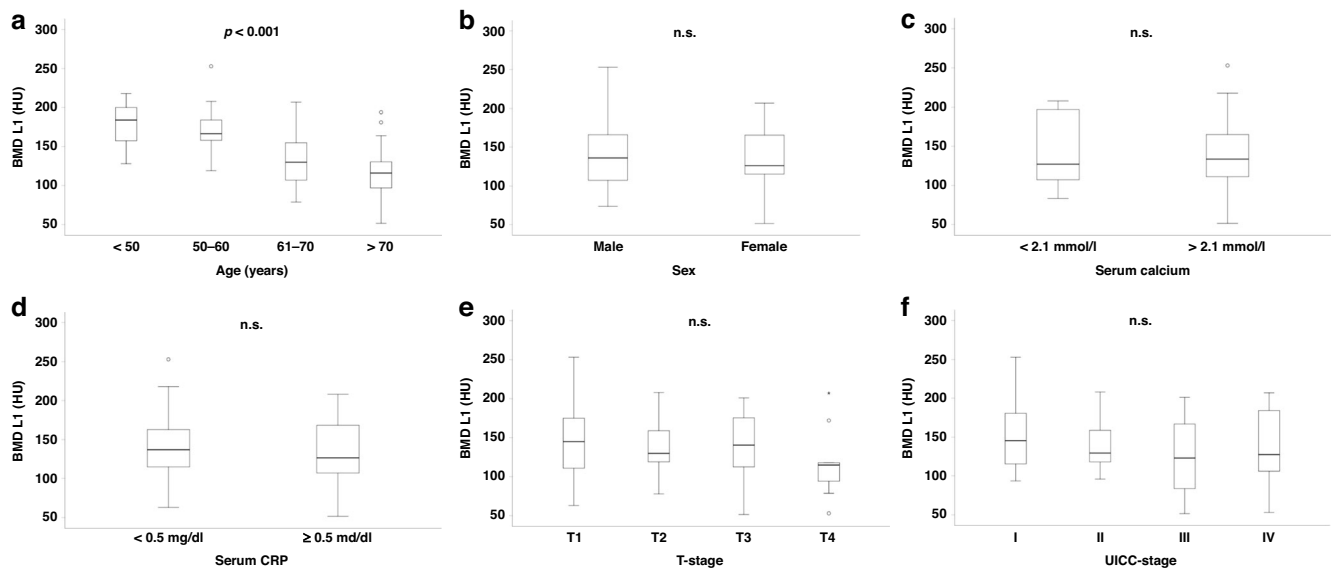 a
p < 0.001
300
250
200
150
100
50
BMD L1 (HU)
< 50
50–60
61–70
> 70
Age (years)
b
n.s.
300
250
200
150
100
50
BMD L1 (HU)
Male
Female
Sex
c
n.s.
300
250
200
150
100
50
BMD L1 (HU)
< 2.1 mmol/l
> 2.1 mmol/l
Serum calcium
d
n.s.
300
250
200
150
100
50
BMD L1 (HU)
< 0.5 mg/dl
≥ 0.5 md/dl
Serum CRP
e
n.s.
300
250
200
150
100
50
BMD L1 (HU)
T1
T2
T3
T4
T-stage
f
n.s.
300
250
200
150
100
50
BMD L1 (HU)
I
II
III
IV
UICC-stage